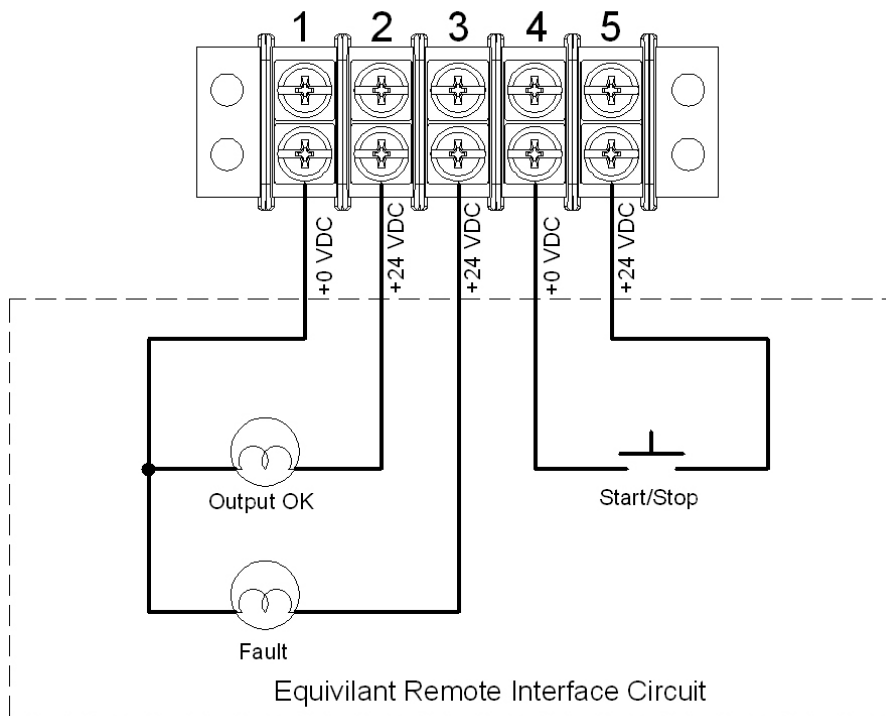 1 2 3 4 5
+0 VDC
+24 VDC
+24 VDC
+0 VDC
+24 VDC
Output OK
Start/Stop
Fault
Equivilant Remote Interface Circuit